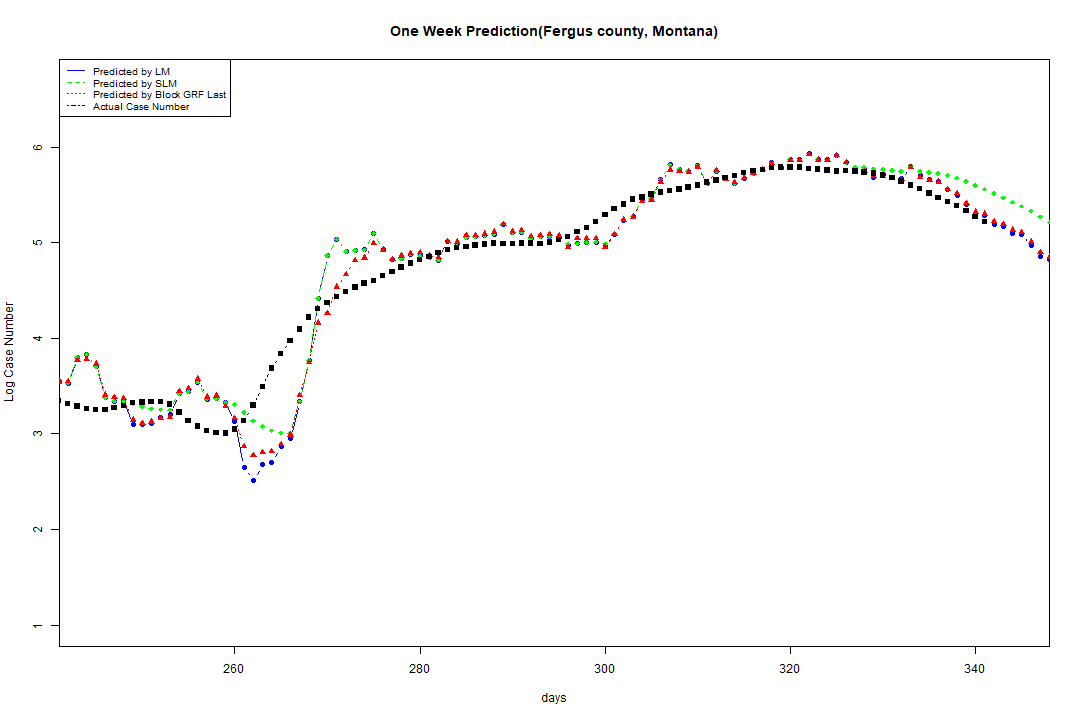 One Week Prediction(Fergus county, Montana)
Predicted by LM
Predicted by SLM
Predicted by Block GRF Last
Actual Case Number
6
5
4
3
2
1
Log Case Number
260 280 300 320 340
days